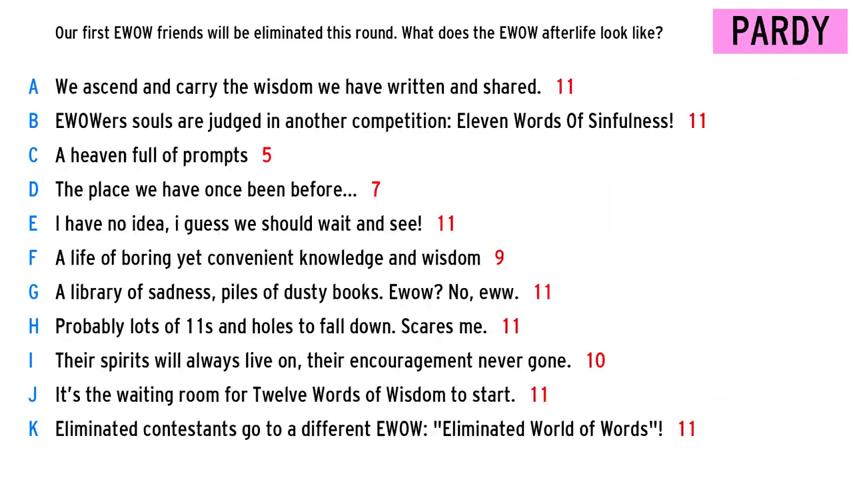 Our first EWOW friends will be eliminated this round. What does the EWOW afterlife look like?
PARDY
A We ascend and carry the wisdom we have written and shared. 11
B EWOWers souls are judged in another competition: Eleven Words Of Sinfulness! 11
C A heaven full of prompts 5
D The place we have once been before... 7
E I have no idea, i guess we should wait and see! 11
F A life of boring yet convenient knowledge and wisdom 9
G A library of sadness, piles of dusty books. Ewow? No, eww. 11
H Probably lots of 11s and holes to fall down. Scares me. 11
I Their spirits will always live on, their encouragement never gone. 10
J It's the waiting room for Twelve Words of Wisdom to start. 11
K Eliminated contestants go to a different EWOW: "Eliminated World of Words"! 11